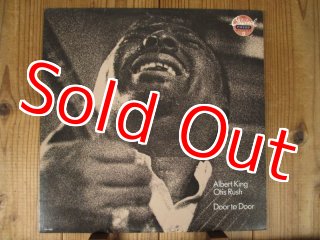 Sold Out
Albert King
Otis Rush
Door to Door